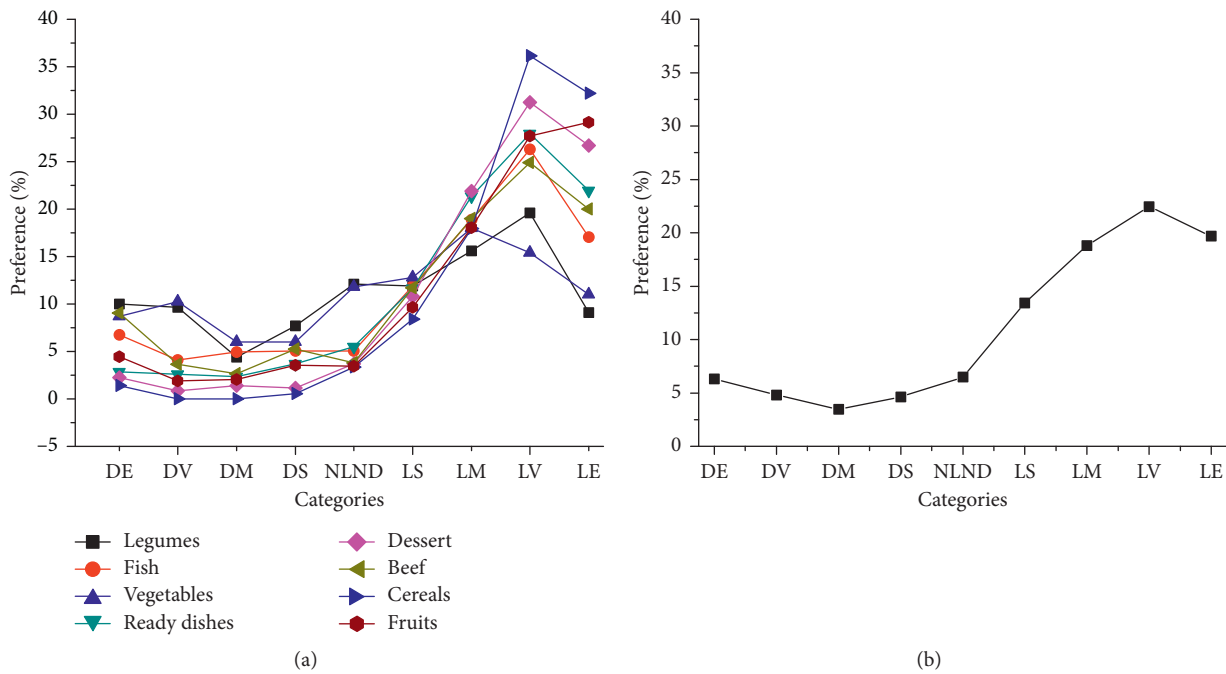 40
35
30
25
20
15
10
5
0
−5
Preference (%)
DE DV DM DS NLND LS LM LV LE
Categories
Legumes
Fish
Vegetables
Ready dishes
Dessert
Beef
Cereals
Fruits
(a)
40
35
30
25
20
15
10
5
0
Preference (%)
DE DV DM DS NLND LS LM LV LE
Categories
(b)